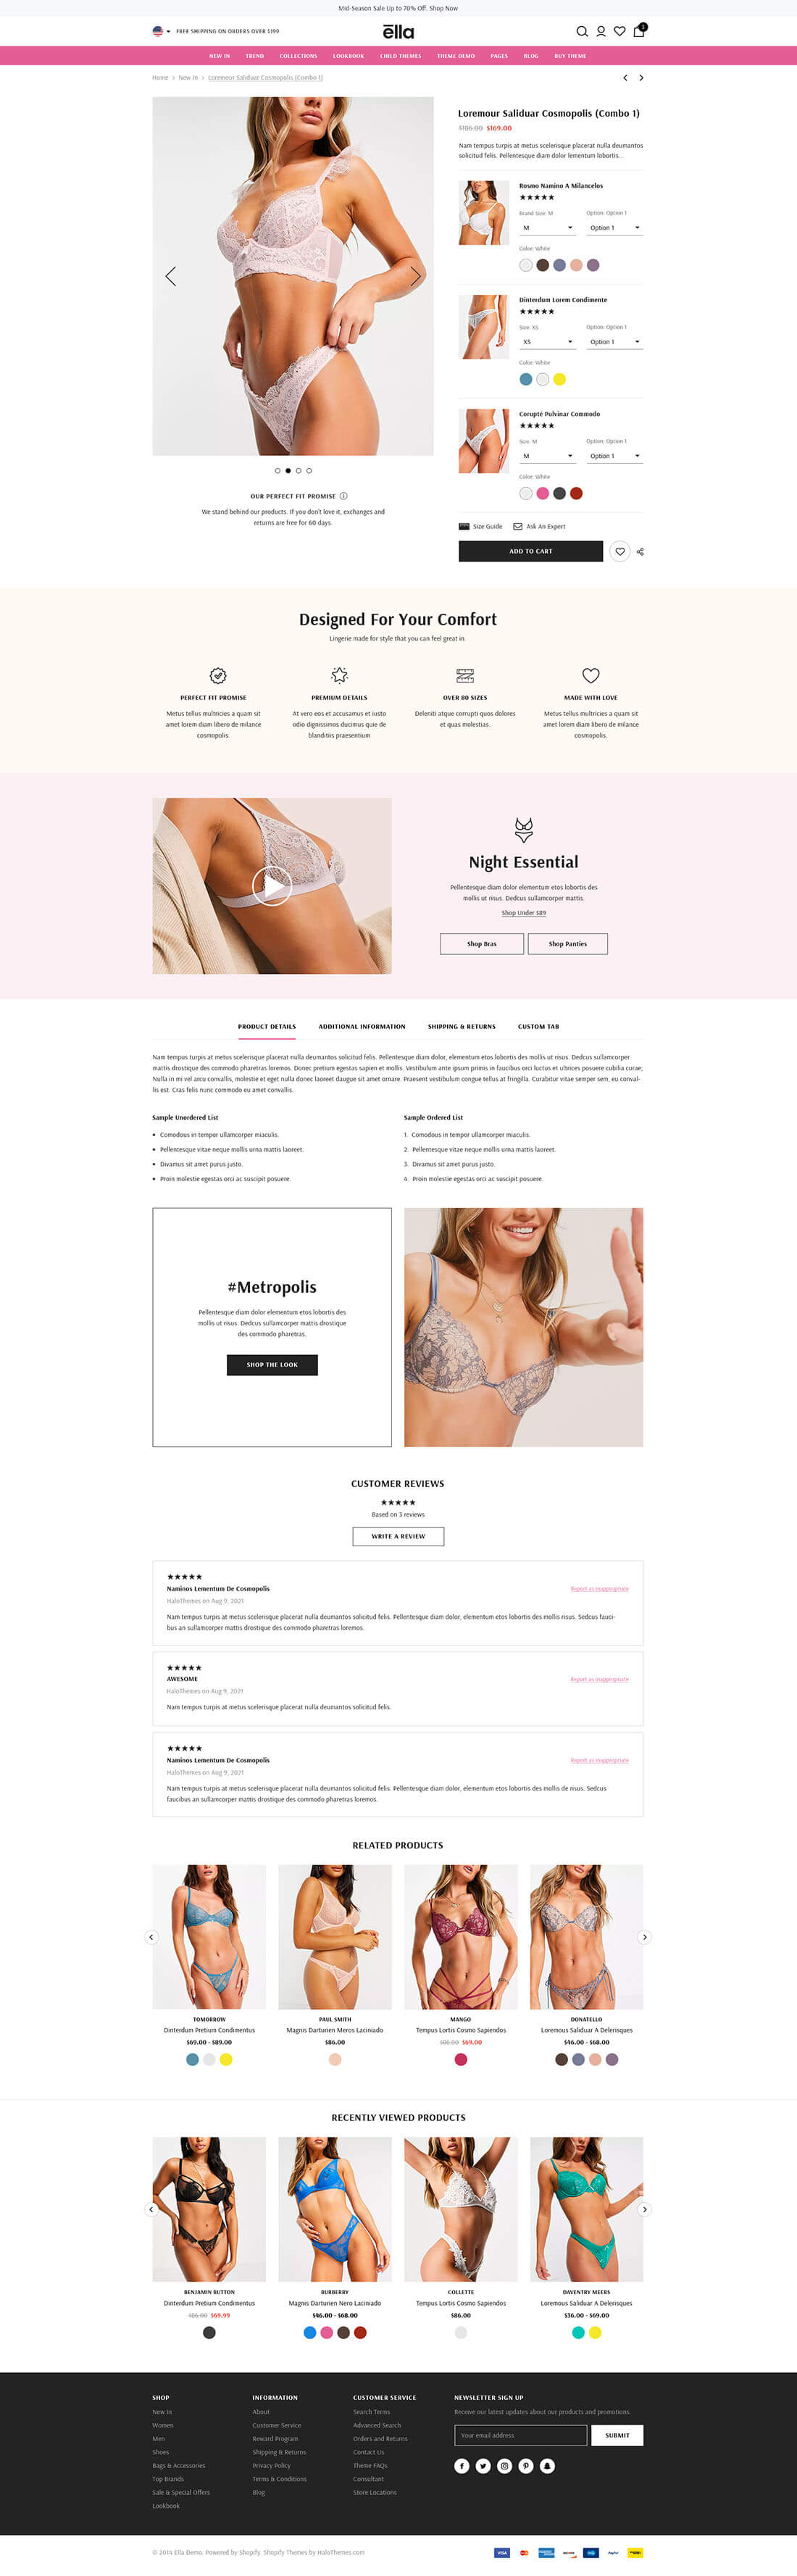 Mid-Season Sale Up to 70% Off. Shop Now
FREE SHIPPING ON ORDERS OVER $199
ēlla
1
NEW IN TREND COLLECTIONS LOOKBOOK CHILD THEMES THEME DEMO PAGES BLOG BUY THEME
Home > New In > Loremour Saliduar Cosmopolis (Combo 1)
Loremour Saliduar Cosmopolis (Combo 1)
$186.00 $169.00
Nam tempus turpis at metus scelerisque placerat nulla deumantos
solicitud felis. Pellentesque diam dolor lementum lobortis...
Rosmo Namino A Milancelos
Brand Size: M Option: Option 1
M Option 1
Color: White
Dinterdum Lorem Condimente
Size: XS Option: Option 1
XS Option 1
Color: White
Corupté Pulvinar Commodo
Size: M Option: Option 1
M Option 1
Color: White
Size Guide Ask An Expert
ADD TO CART
OUR PERFECT FIT PROMISE
We stand behind our products. If you don't love it, exchanges and
returns are free for 60 days.
Designed For Your Comfort
Lingerie made for style that you can feel great in.
PERFECT FIT PROMISE
Metus tellus multricies a quam sit
amet lorem diam libero de milance
cosmopolis.
PREMIUM DETAILS
At vero eos et accusamus et iusto
odio dignissimos ducimus quie de
blanditiis praesentium
OVER 80 SIZES
Deleniti atque corrupti quos dolores
et quas molestias.
MADE WITH LOVE
Metus tellus multricies a quam sit
amet lorem diam libero de milance
cosmopolis.
Night Essential
Pellentesque diam dolor elementum etos lobortis des
mollis ut risus. Dedcus sullamcorper mattis.
Shop Under $89
Shop Bras Shop Panties
PRODUCT DETAILS ADDITIONAL INFORMATION SHIPPING & RETURNS CUSTOM TAB
Nam tempus turpis at metus scelerisque placerat nulla deumantos solicitud felis. Pellentesque diam dolor, elementum etos lobortis des mollis ut risus. Dedcus sullamcorper
mattis drostique des commodo pharetras loremos. Donec pretium egestas sapien et mollis. Vestibulum ante ipsum primis in faucibus orci luctus et ultrices posuere cubilia curae;
Nulla in mi vel arcu convallis, molestie et eget nulla donec laoreet daugue sit amet ornare. Praesent vestibulum congue tellus at fringilla. Curabitur vitae semper sem, eu conval-
lis est. Cras felis nunc commodo eu amet convallis.
Sample Unordered List
• Comodous in tempor ullamcorper miaculis.
• Pellentesque vitae neque mollis urna mattis laoreet.
• Divamus sit amet purus justo.
• Proin molestie egestas orci ac suscipit posuere.
Sample Ordered List
1. Comodous in tempor ullamcorper miaculis.
2. Pellentesque vitae neque mollis urna mattis laoreet.
3. Divamus sit amet purus justo.
4. Proin molestie egestas orci ac suscipit posuere.
#Metropolis
Pellentesque diam dolor elementum etos lobortis des
mollis ut risus. Dedcus sullamcorper mattis drostique
des commodo pharetras.
SHOP THE LOOK
CUSTOMER REVIEWS
Based on 3 reviews
WRITE A REVIEW
Naminos Lementum De Cosmopolis
Report as Inappropriate
HaloThemes on Aug 9, 2021
Nam tempus turpis at metus scelerisque placerat nulla deumantos solicitud felis. Pellentesque diam dolor, elementum etos lobortis des mollis risus. Sedcus fauci-
bus an sullamcorper mattis drostique des commodo pharetras loremos.
AWESOME
Report as Inappropriate
HaloThemes on Aug 9, 2021
Nam tempus turpis at metus scelerisque placerat nulla deumantos solicitud felis.
Naminos Lementum De Cosmopolis
Report as Inappropriate
HaloThemes on Aug 9, 2021
Nam tempus turpis at metus scelerisque placerat nulla deumantos solicitud felis. Pellentesque diam dolor, elementum etos lobortis des mollis de risus. Sedcus
faucibus an sullamcorper mattis drostique des commodo pharetras loremos.
RELATED PRODUCTS
TOMORROW
Dinterdum Pretium Condimentus
$69.00 - $89.00
PAUL SMITH
Magnis Darturien Meros Laciniado
$86.00
MANGO
Tempus Lortis Cosmo Sapiendos
$86.00 $69.00
DONATELLO
Loremous Saliduar A Delerisques
$46.00 - $68.00
RECENTLY VIEWED PRODUCTS
BENJAMIN BUTTON
Dinterdum Pretium Condimentus
$86.00 $69.99
BURBERRY
Magnis Darturien Nero Laciniado
$46.00 - $68.00
COLLETTE
Tempus Lortis Cosmo Sapiendos
$86.00
DAVENTRY MEERS
Loremous Saliduar A Delerisques
$36.00 - $69.00
SHOP
New In
Women
Men
Shoes
Bags & Accessories
Top Brands
Sale & Special Offers
Lookbook
INFORMATION
About
Customer Service
Reward Program
Shipping & Returns
Privacy Policy
Terms & Conditions
Blog
CUSTOMER SERVICE
Search Terms
Advanced Search
Orders and Returns
Contact Us
Theme FAQs
Consultant
Store Locations
NEWSLETTER SIGN UP
Receive our latest updates about our products and promotions.
Your email address SUBMIT
VISA
PayPal